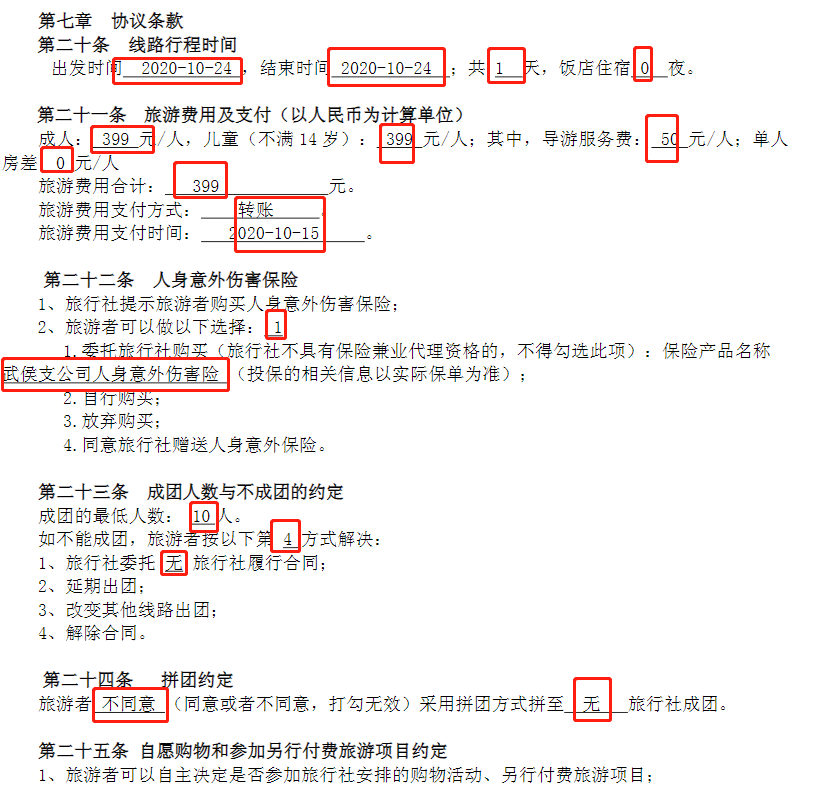 第七章 协议条款
第二十条 线路行程时间
出发时间 2020-10-24 ，结束时间 2020-10-24 ；共 1 天，饭店住宿 0 夜。
第二十一条 旅游费用及支付（以人民币为计算单位）
成人： 399 元/人，儿童（不满14岁）： 399 元/人；其中，导游服务费： 50 元/人；单人
房差 0 元/人
旅游费用合计： 399 元。
旅游费用支付方式： 转账 .
旅游费用支付时间： 2020-10-15 。
第二十二条 人身意外伤害保险
1、旅行社提示旅游者购买人身意外伤害保险；
2、旅游者可以做以下选择： 1
1.委托旅行社购买（旅行社不具有保险兼业代理资格的，不得勾选此项）：保险产品名称
武侯支公司人身意外伤害险 （投保的相关信息以实际保单为准）；
2.自行购买；
3.放弃购买；
4.同意旅行社赠送人身意外保险。
第二十三条 成团人数与不成团的约定
成团的最低人数： 10 人。
如不能成团，旅游者按以下第 4 方式解决：
1、旅行社委托 无 旅行社履行合同；
2、延期出团；
3、改变其他线路出团；
4、解除合同。
第二十四条 拼团约定
旅游者 不同意 （同意或者不同意，打勾无效）采用拼团方式拼至 无 旅行社成团。
第二十五条 自愿购物和参加另行付费旅游项目约定
1、旅游者可以自主决定是否参加旅行社安排的购物活动、另行付费旅游项目；